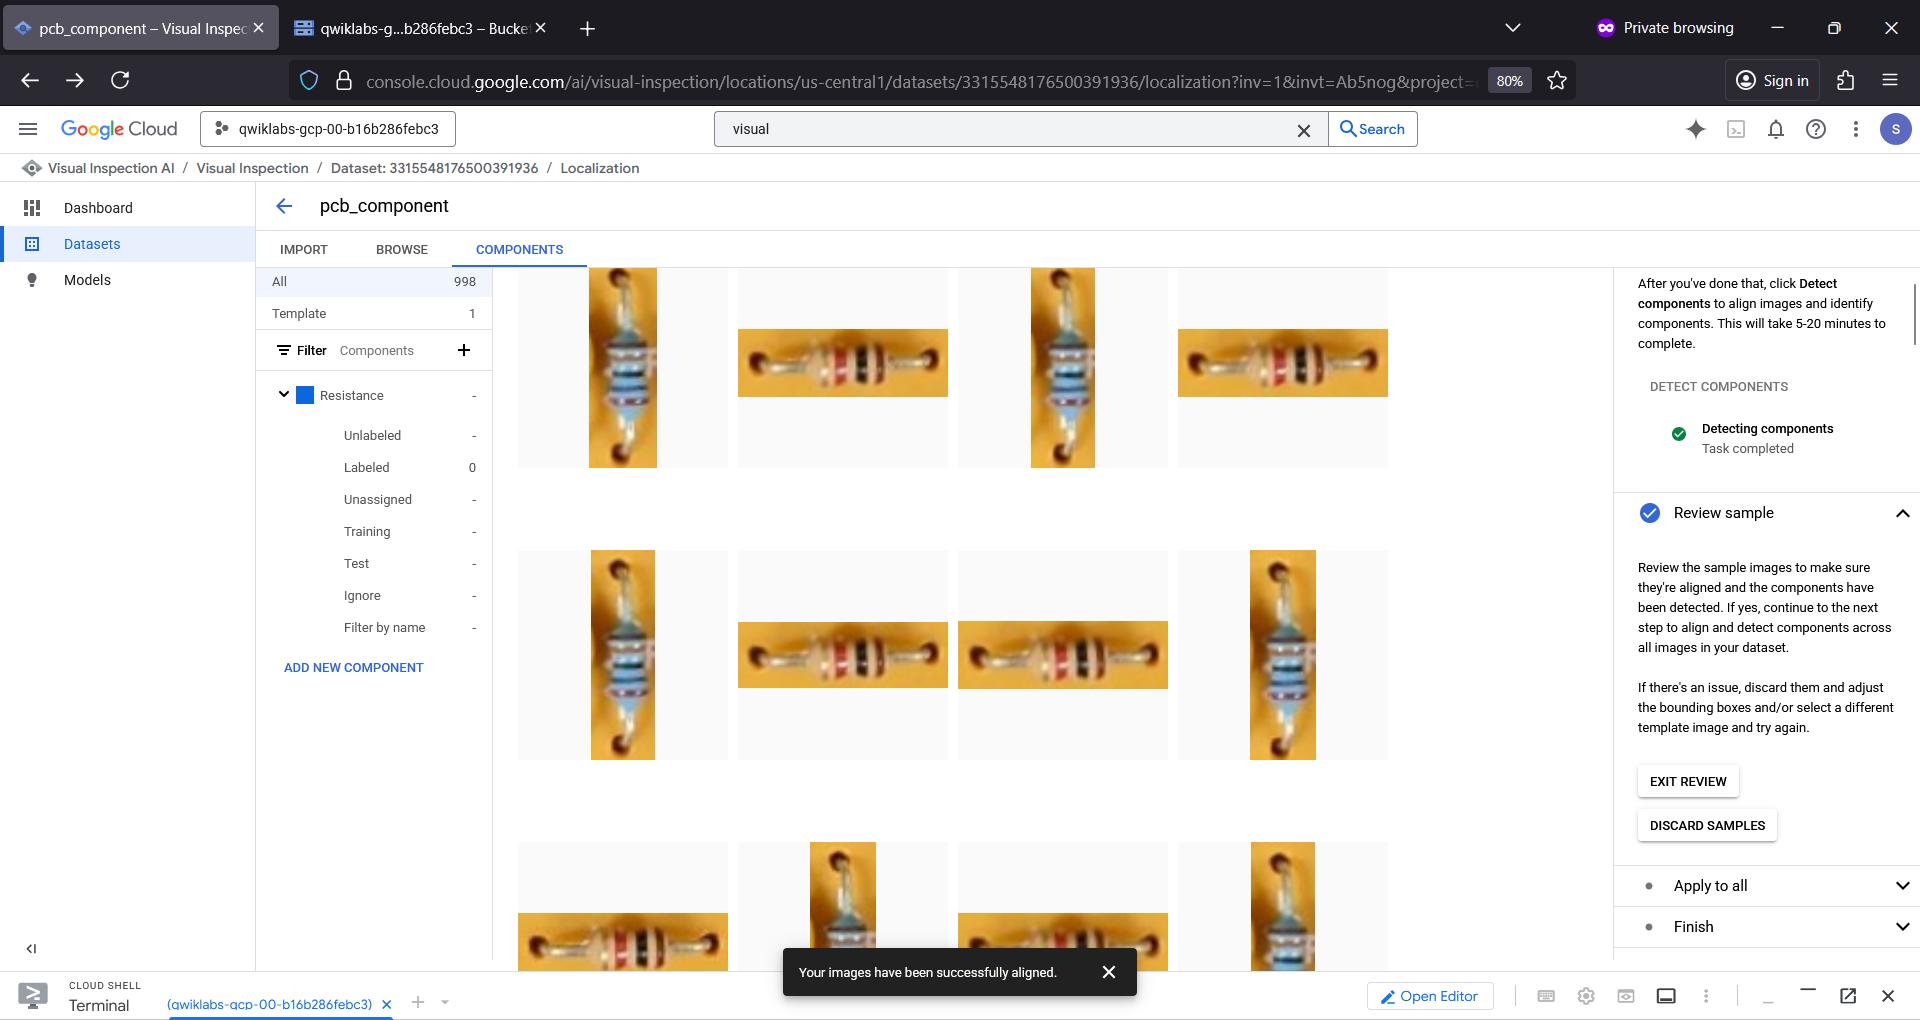 pcb_component – Visual Inspec
qwiklabs-g...b286febc3 – Bucke
Private browsing
console.cloud.google.com/ai/visual-inspection/locations/us-central1/datasets/3315548176500391936/localization?inv=1&invt=Ab5nog&project=
80%
Sign in
Google Cloud
qwiklabs-gcp-00-b16b286febc3
visual
Search
S
Visual Inspection AI / Visual Inspection / Dataset: 3315548176500391936 / Localization
Dashboard
Datasets
Models
pcb_component
IMPORT BROWSE COMPONENTS
All 998
Template 1
Filter Components
Resistance -
Unlabeled -
Labeled 0
Unassigned -
Training -
Test -
Ignore -
Filter by name -
ADD NEW COMPONENT
After you've done that, click Detect
components to align images and identify
components. This will take 5-20 minutes to
complete.
DETECT COMPONENTS
Detecting components
Task completed
Review sample
Review the sample images to make sure
they're aligned and the components have
been detected. If yes, continue to the next
step to align and detect components across
all images in your dataset.
If there's an issue, discard them and adjust
the bounding boxes and/or select a different
template image and try again.
EXIT REVIEW
DISCARD SAMPLES
Apply to all
Finish
Your images have been successfully aligned.
CLOUD SHELL
Terminal
(qwiklabs-gcp-00-b16b286febc3)
Open Editor